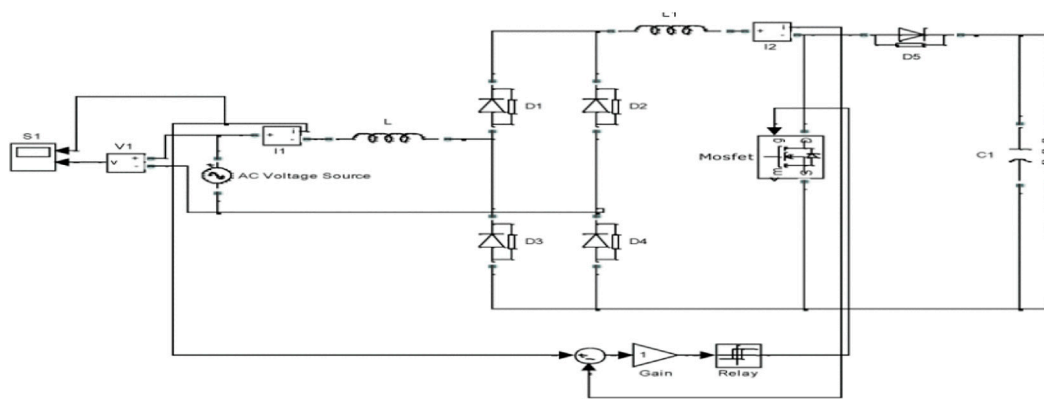 L1
I2
D5
D1
D2
S1
V1
v
I1
L
AC Voltage Source
Mosfet
g
D
m
S
C1
D3
D4
1
Gain
Relay